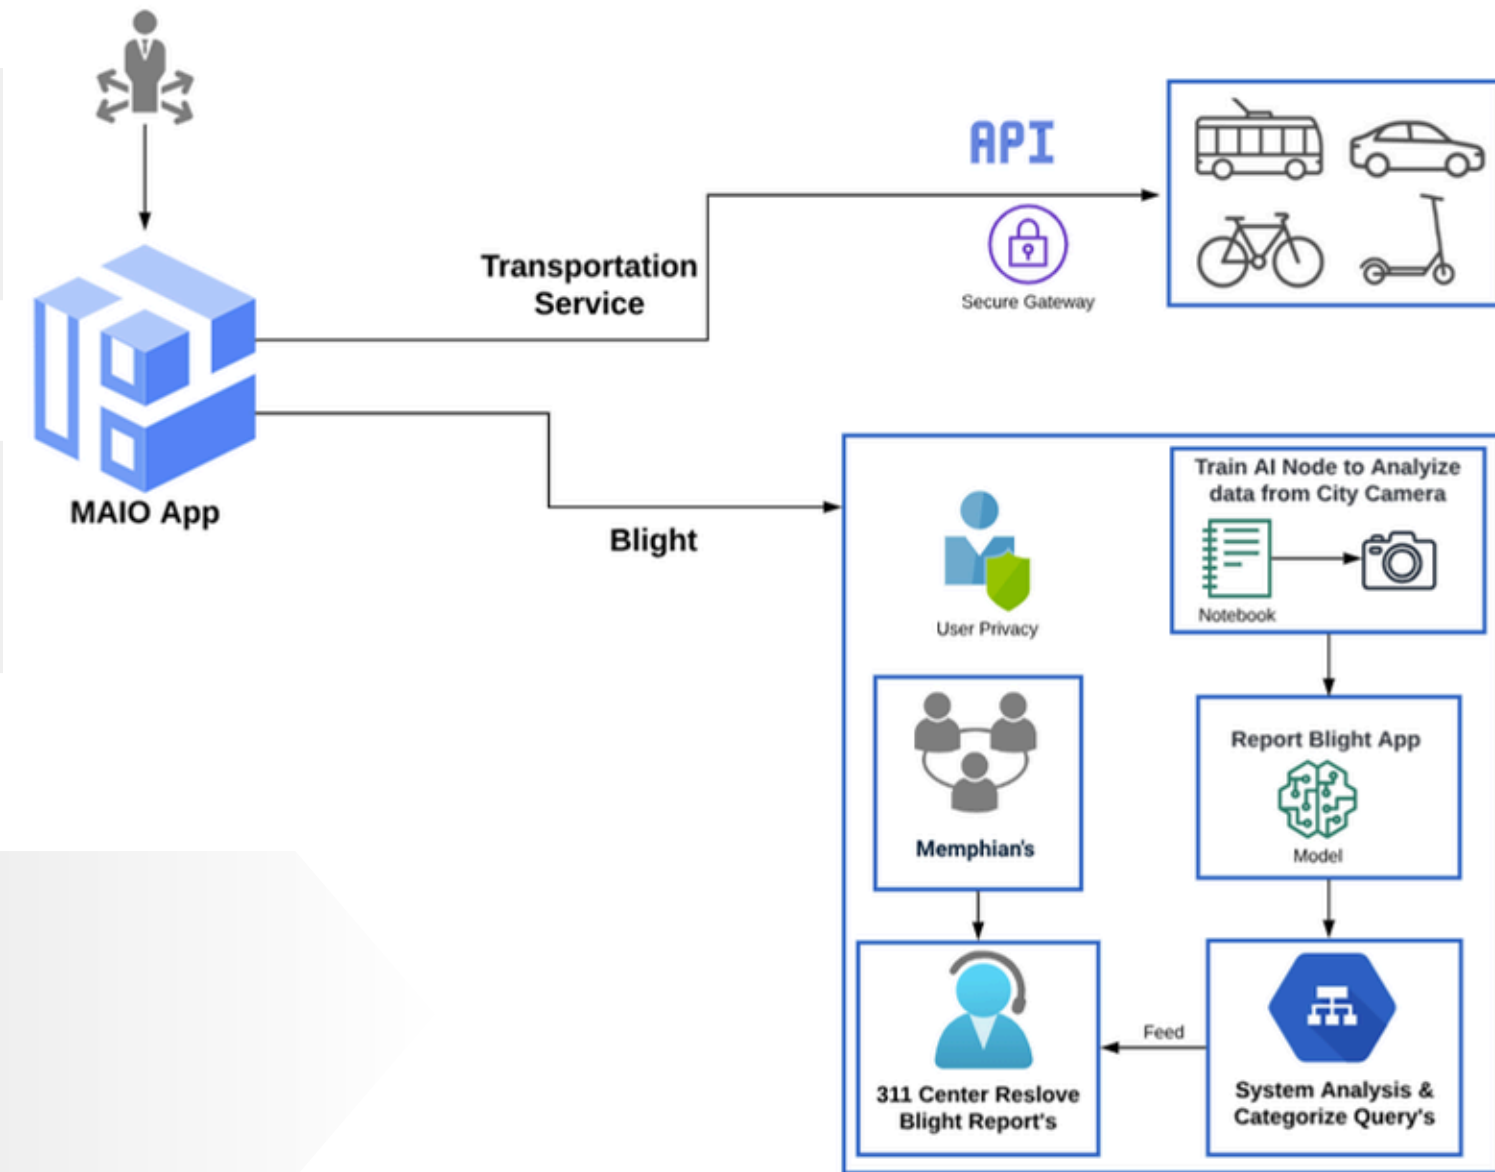 API
Secure Gateway
Transportation
Service
MAIO App
Blight
User Privacy
Train AI Node to Analyize
data from City Camera
Notebook
Report Blight App
Model
Memphian's
311 Center Reslove
Blight Report's
Feed
System Analysis &
Categorize Query's